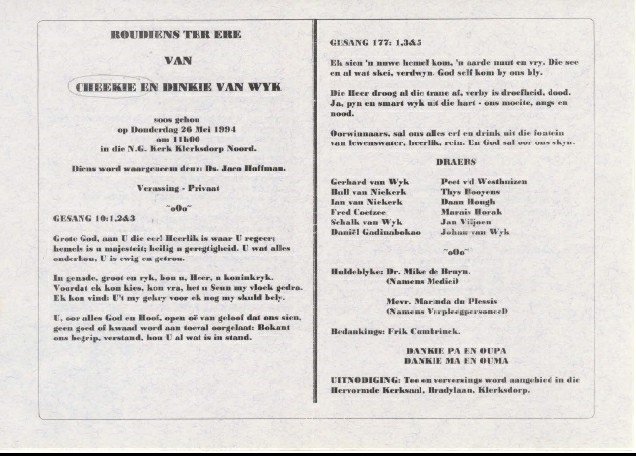 ROUDIENS TER ERE
VAN
CHEEKIE EN DINKIE VAN WYK
soos gehou
op Donderdag 26 Mei 1994
om 11h00
in die N.G. Kerk Klerksdorp Noord.
Diens word waargeneem deur: Ds. Jaco Hoffman.
Verassing - Privaat
~oOo~
GESANG 10:1,2&3
Grote God, aan U die eer! Heerlik is waar U regeer;
hemels is u majesteit; heilig u geregtigheid. U wat alles
onderhou, U is ewig en getrou.
In genade, groot en ryk, bou u, Heer, u koninkryk.
Voordat ek kon kies, kon vra, het u Seun my vloek gedra.
Ek kon vind: U't my gekry voor ek nog my skuld bely.
U, oor alles God en Hoof, open of van geloof dat ons sien,
geen goed of kwaad word aan toeval oorgelaat: Bokant
ons begrip, verstand, hou U al wat is in stand.
GESANG 177: 1,3&5
Ek sien 'n nuwe hemel kom, 'n aarde nuut en vry. Die see
en al wat skei, verdwyn. God self kom by ons bly.
Die Heer droog al die trane af, verby is droefheid, dood.
Ja, pyn en smart wyk uit die hart - ons moeite, angs en
nood.
Oorwinnaars, sal ons alles erf en drink uit die fontein
van lewenswater, heerlik, rein. En God sal oor ons skyn.
DRAERS
Gerhard van Wyk Peet v/d Westhuizen
Bull van Niekerk Thys Booyens
Ian van Niekerk Daan Hough
Fred Coetzee Marais Horak
Schalk van Wyk Jan Viljoen
Daniël Gadinabokao Johan van Wyk
~oOo~
Huldeblyke: Dr. Mike de Bruyn.
(Namens Medici)
Mevr. Marinda du Plessis
(Namens Verpleegpersoneel)
Bedankings: Frik Cambrinck.
DANKIE PA EN OUPA
DANKIE MA EN OUMA
UITNODIGING: Tee en verversings word aangebied in die
Hervormde Kerksaal, Bradylaan, Klerksdorp.